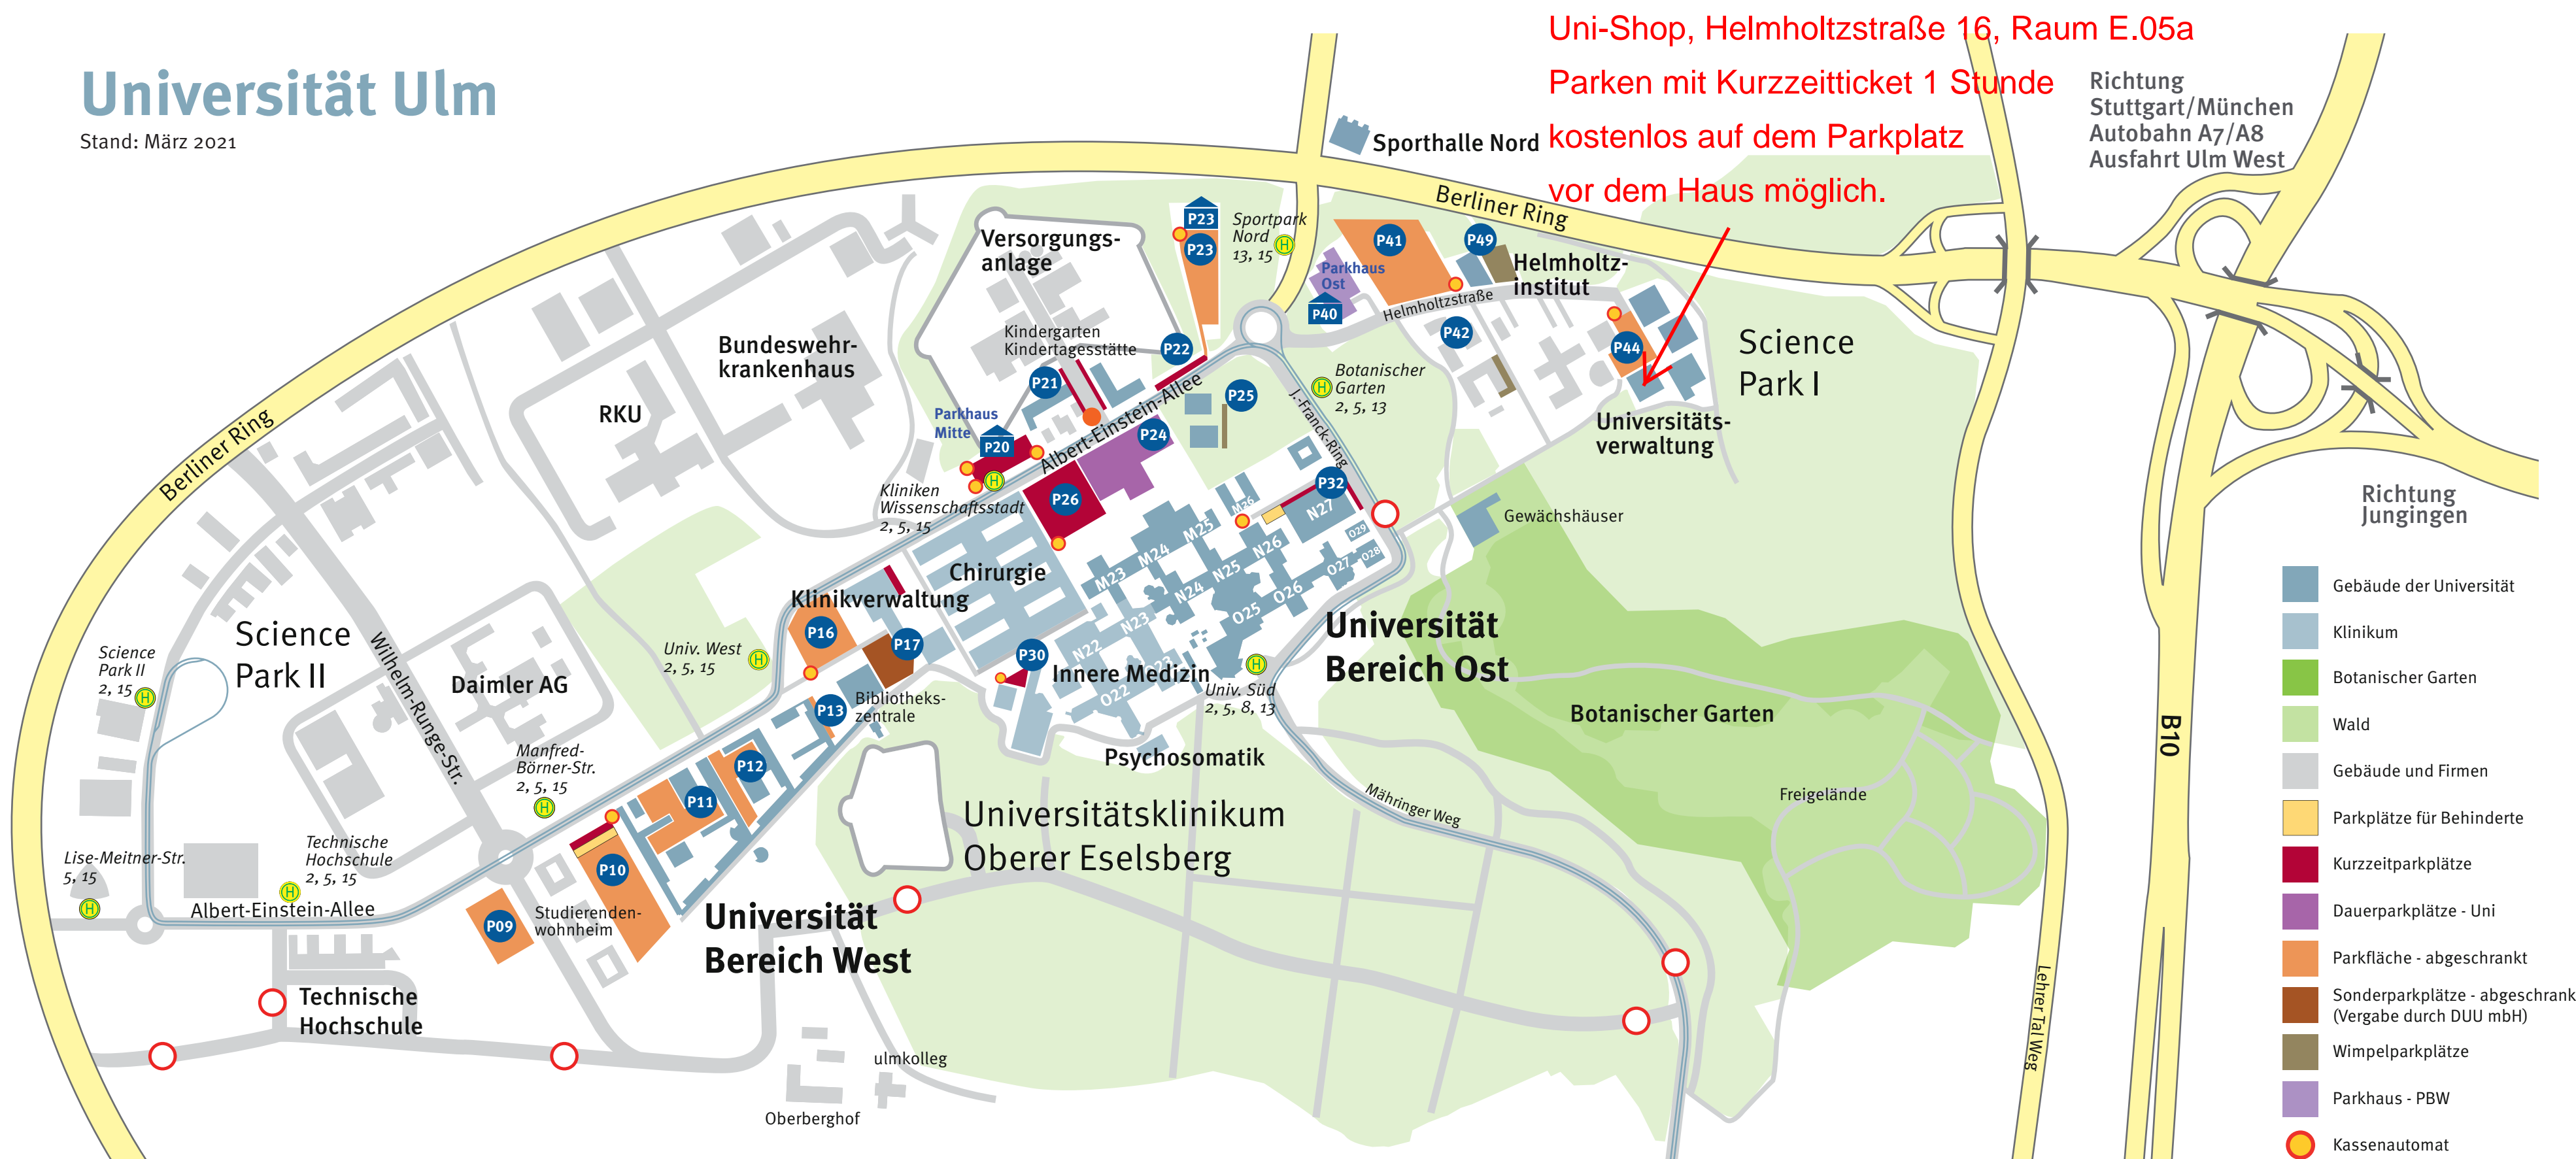 Universität Ulm
Stand: März 2021
Uni-Shop, Helmholtzstraße 16, Raum E.05a
Parken mit Kurzzeitticket 1 Stunde
kostenlos auf dem Parkplatz
vor dem Haus möglich.
Richtung
Stuttgart/München
Autobahn A7/A8
Ausfahrt Ulm West
Sporthalle Nord
Berliner Ring
Versorgungs-
anlage
P23
P23
Sportpark
Nord
13, 15
H
P41
P49
Parkhaus
Ost
P40
Helmholtz-
institut
Helmholtzstraße
P42
P44
Science
Park I
Universitäts-
verwaltung
Kindergarten
Kindertagesstätte
P22
P21
Bundeswehr-
krankenhaus
RKU
Parkhaus
Mitte
P20
Albert-Einstein-Allee
P24
P25
H
Botanischer
Garten
2, 5, 13
J.-Franck-Ring
Berliner Ring
Kliniken
Wissenschaftsstadt
2, 5, 15
H
P26
P32
M26
N27
M25
M24
M23
N26
N25
N24
N23
N22
O29
O28
O27
O26
O25
O22
Gewächshäuser
Richtung
Jungingen
Chirurgie
Klinikverwaltung
P16
P17
P30
Innere Medizin
Univ. Süd
2, 5, 8, 13
H
Universität
Bereich Ost
Univ. West
2, 5, 15
H
Science
Park II
2, 15
H
Science
Park II
Wilhelm-Runge-Str.
Daimler AG
P13
Bibliotheks-
zentrale
Psychosomatik
Botanischer Garten
Freigelände
B10
Manfred-
Börner-Str.
2, 5, 15
H
P12
P11
P10
P09
Universitätsklinikum
Oberer Eselsberg
Mähringer Weg
Lise-Meitner-Str.
5, 15
H
Technische
Hochschule
2, 5, 15
H
Albert-Einstein-Allee
Studierenden-
wohnheim
Universität
Bereich West
Technische
Hochschule
ulmkolleg
Oberberghof
Lehrer Tal Weg
Gebäude der Universität
Klinikum
Botanischer Garten
Wald
Gebäude und Firmen
Parkplätze für Behinderte
Kurzzeitparkplätze
Dauerparkplätze - Uni
Parkfläche - abgeschrankt
Sonderparkplätze - abgeschrank
(Vergabe durch DUU mbH)
Wimpelparkplätze
Parkhaus - PBW
Kassenautomat